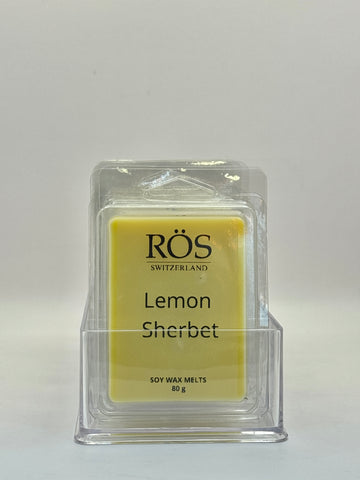 RÖS
SWITZERLAND
Lemon
Sherbet
SOY WAX MELTS
80 g